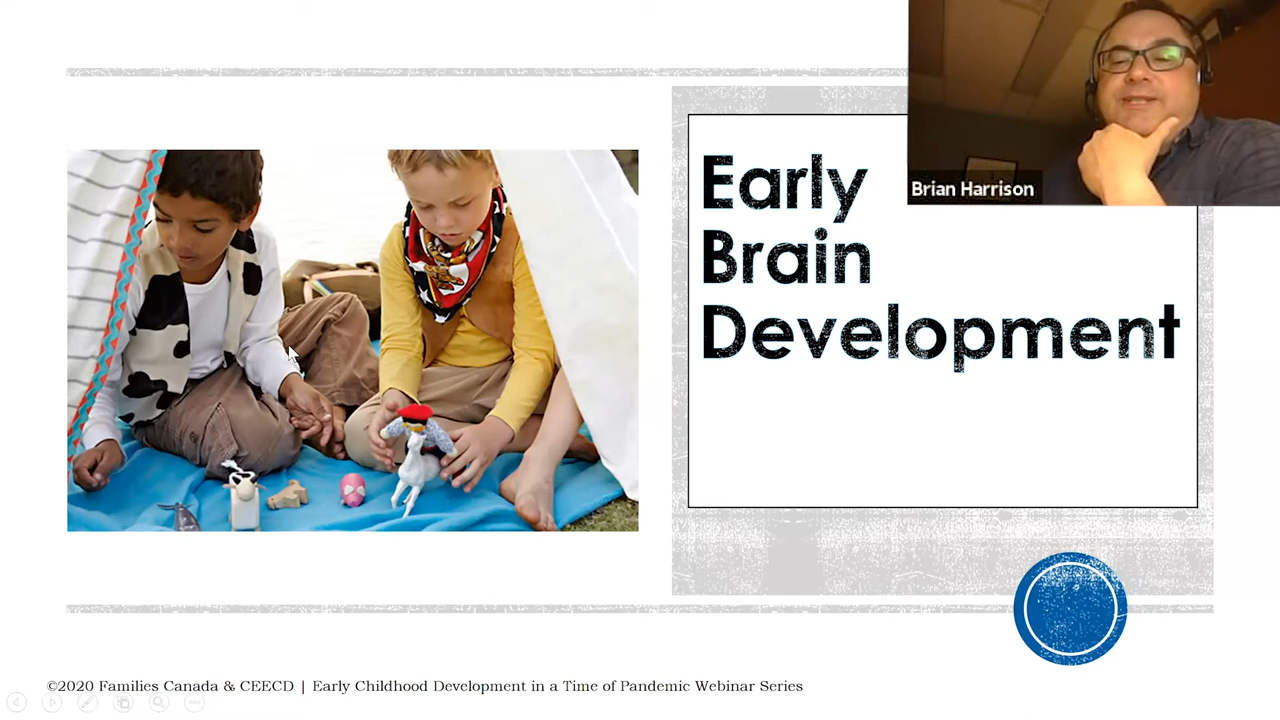 Brian Harrison
Early
Brain
Development
©2020 Families Canada & CEECD | Early Childhood Development in a Time of Pandemic Webinar Series